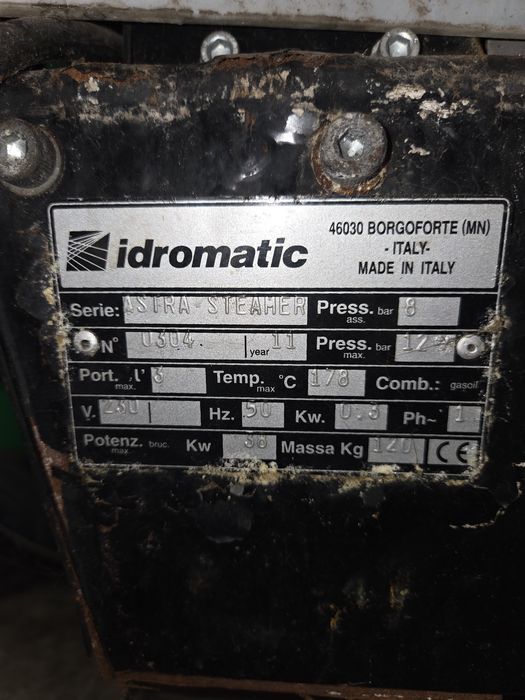 46030 BORGOFORTE (MN)
- ITALY-
MADE IN ITALY
idromatic
Serie: ASTRA-STEAMER Press. ass. bar 8
N° 0304 year 11 Press. max. bar 12
Port. max. l' 3 Temp. max °C 178 Comb.: gasoil
V. 230 Hz. 50 Kw. 0.3 Ph~ 1
Potenz. max. bruc. Kw 38 Massa Kg 120 CE